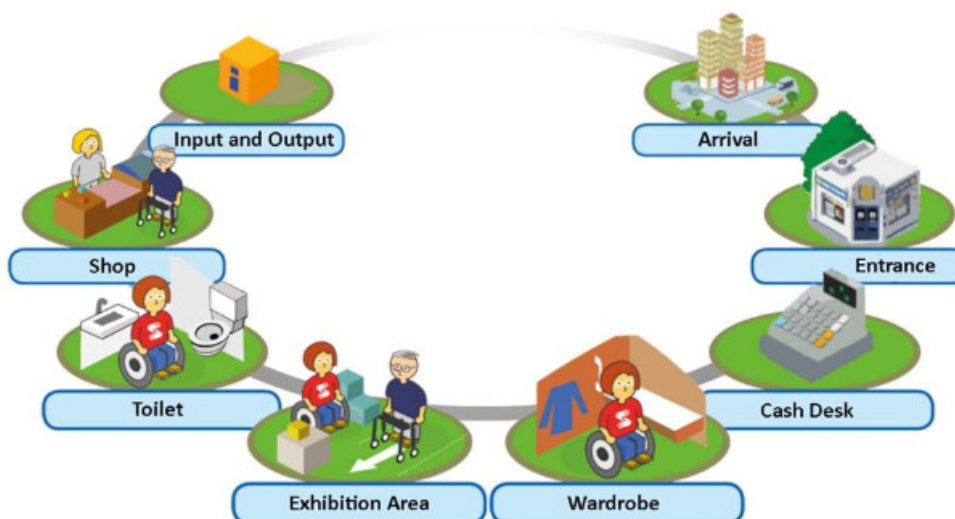 Input and Output
Arrival
Shop
Entrance
Toilet
Cash Desk
Exhibition Area
Wardrobe